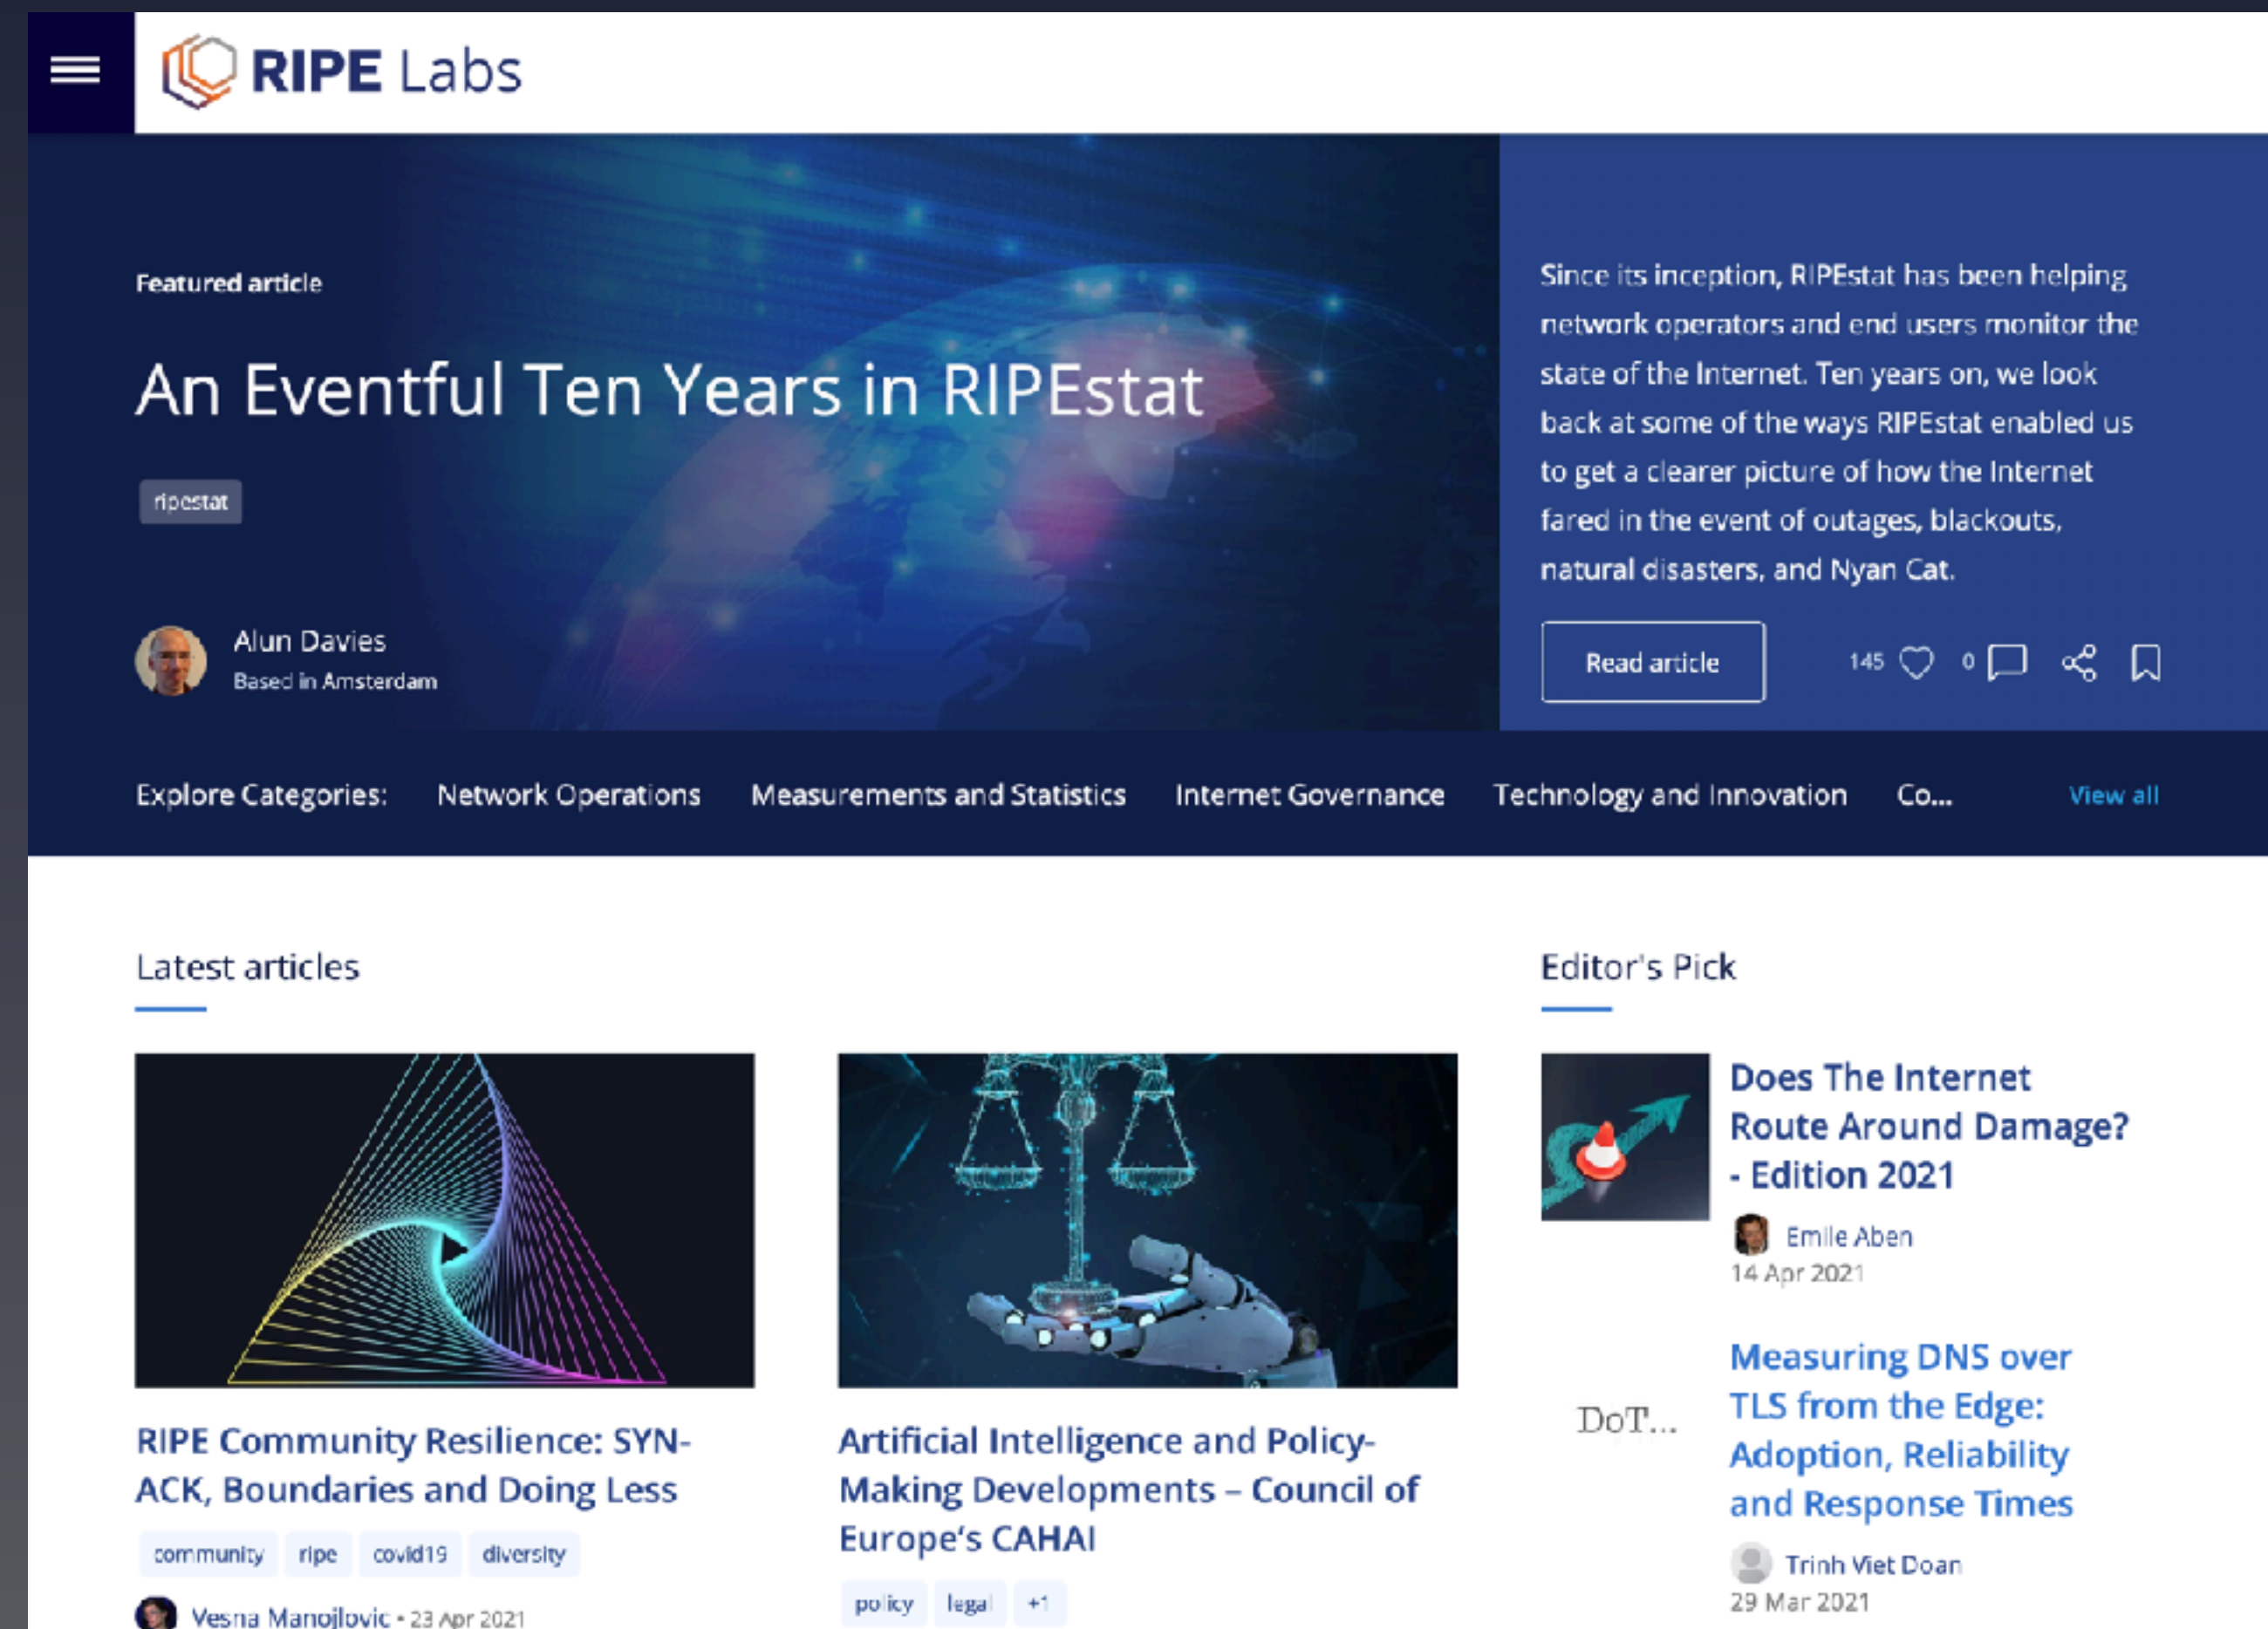 RIPE Labs
Featured article
An Eventful Ten Years in RIPEstat
ripestat
Alun Davies
Based in Amsterdam
Since its inception, RIPEstat has been helping
network operators and end users monitor the
state of the Internet. Ten years on, we look
back at some of the ways RIPEstat enabled us
to get a clearer picture of how the Internet
fared in the event of outages, blackouts,
natural disasters, and Nyan Cat.
Read article 145 0
Explore Categories: Network Operations Measurements and Statistics Internet Governance Technology and Innovation Co... View all
Latest articles
RIPE Community Resilience: SYN-
ACK, Boundaries and Doing Less
community ripe covid19 diversity
Vesna Manojlovic • 23 Apr 2021
Artificial Intelligence and Policy-
Making Developments – Council of
Europe's CAHAI
policy legal +1
Editor's Pick
Does The Internet
Route Around Damage?
- Edition 2021
Emile Aben
14 Apr 2021
DoT...
Measuring DNS over
TLS from the Edge:
Adoption, Reliability
and Response Times
Trinh Viet Doan
29 Mar 2021